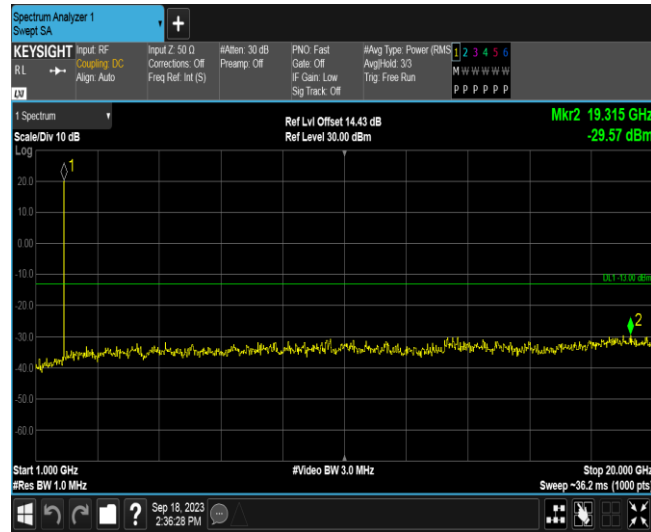 Spectrum Analyzer 1
Swept SA
+
KEYSIGHT
RL
LXI
Input: RF
Coupling: DC
Align: Auto
Input Z: 50 Ω
Corrections: Off
Freq Ref: Int (S)
#Atten: 30 dB
Preamp: Off
PNO: Fast
Gate: Off
IF Gain: Low
Sig Track: Off
#Avg Type: Power (RMS
Avg|Hold: 3/3
Trig: Free Run
1 2 3 4 5 6
M W W W W W
P P P P P P
1 Spectrum
Scale/Div 10 dB
Log
Ref Lvl Offset 14.43 dB
Ref Level 30.00 dBm
Mkr2 19.315 GHz
-29.57 dBm
1
20.0
10.0
0.00
-10.0
DL1 -13.00 dBm
-20.0
2
-30.0
-40.0
-50.0
-60.0
Start 1.000 GHz
#Res BW 1.0 MHz
#Video BW 3.0 MHz
Stop 20.000 GHz
Sweep ~36.2 ms (1000 pts)
?
Sep 18, 2023
2:36:28 PM